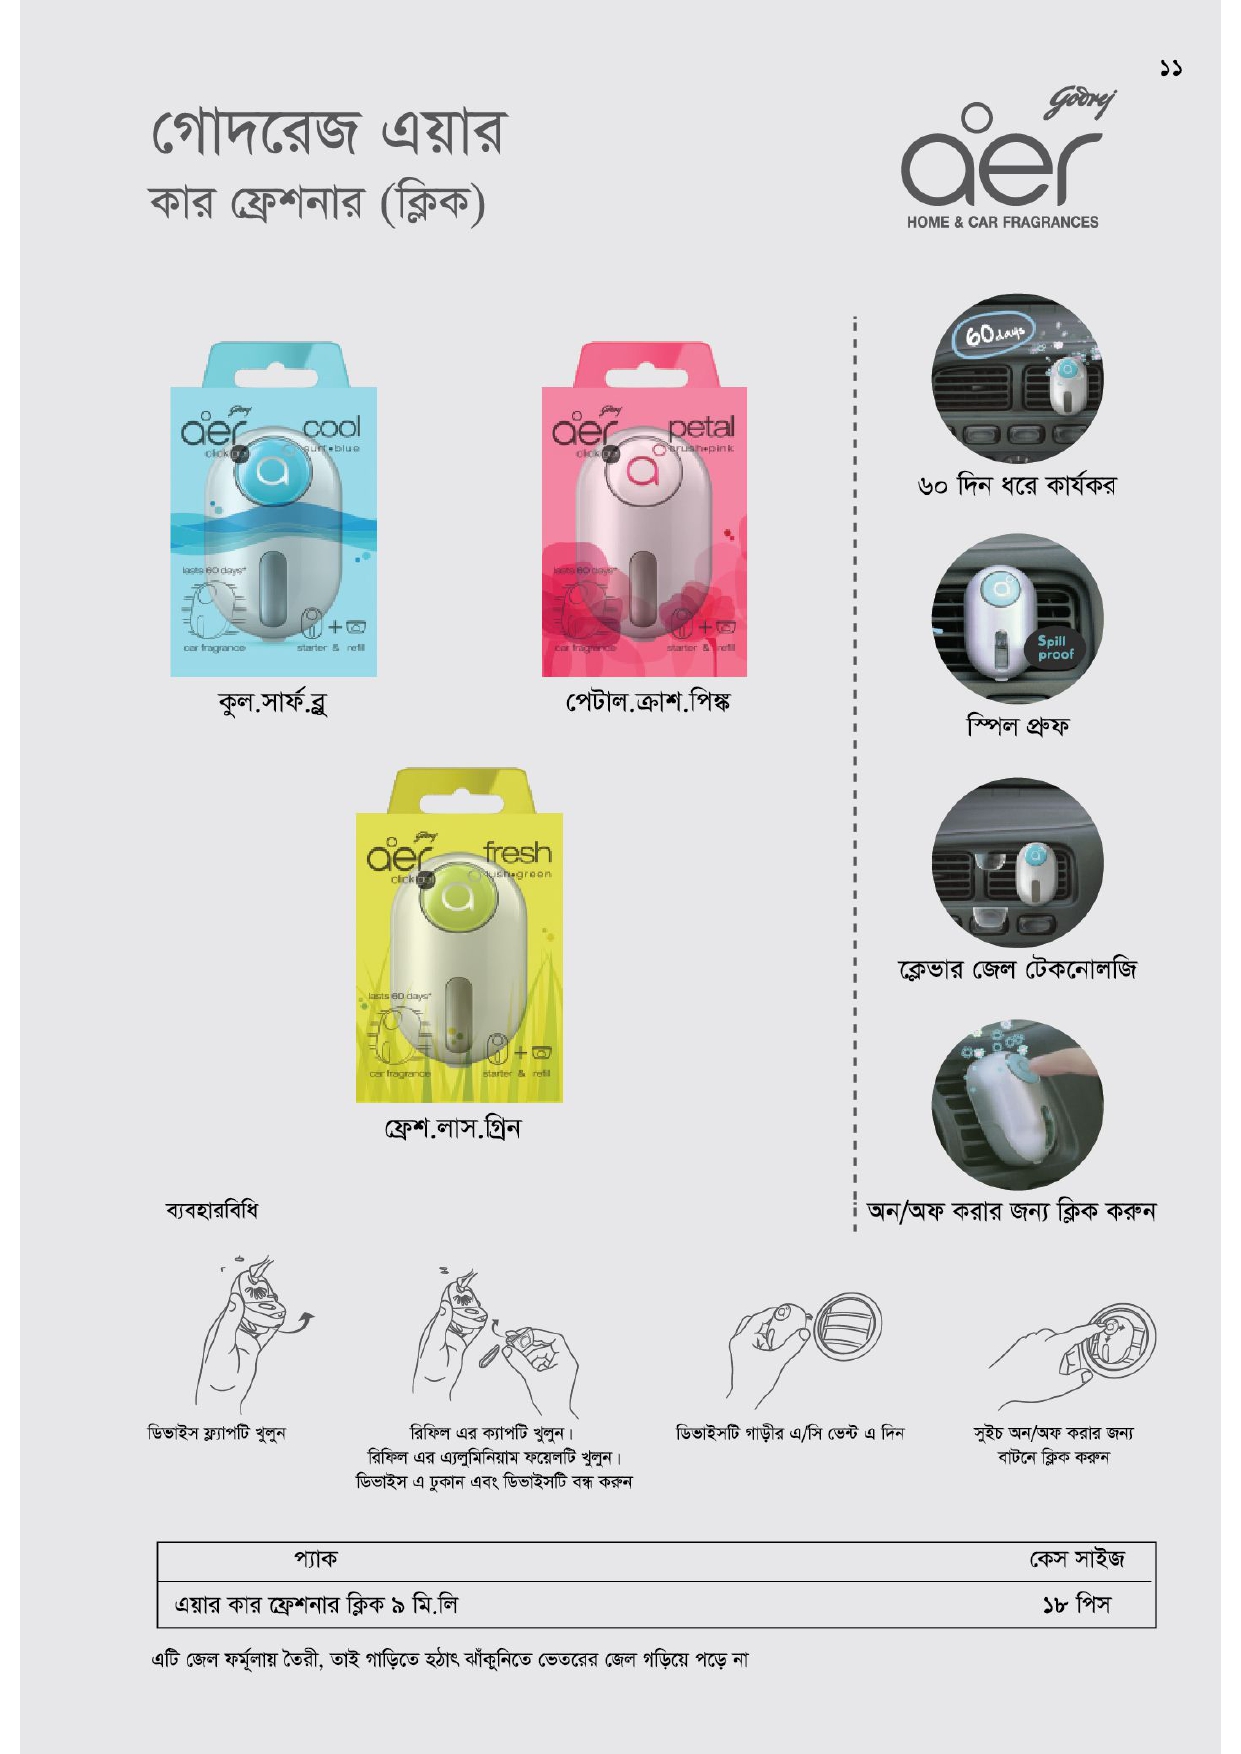 ১১
গোদরেজ এয়ার
কার ফ্রেশনার (ক্লিক)
Godrej
aer
HOME & CAR FRAGRANCES
Godrej
aer
click
cool
surf•blue
lasts 60 days*
car fragrance
starter & refill
কুল.সার্ফ.ব্লু
Godrej
aer
click
petal
crush•pink
lasts 60 days*
car fragrance
starter & refill
পেটাল.ক্রাশ.পিঙ্ক
Godrej
aer
click
fresh
lush•green
lasts 60 days*
car fragrance
starter & refill
ফ্রেশ.লাস.গ্রিন
60 days
৬০ দিন ধরে কার্যকর
Spill
proof
স্পিল প্রুফ
ক্লেভার জেল টেকনোলজি
অন/অফ করার জন্য ক্লিক করুন
ব্যবহারবিধি
ডিভাইস ফ্ল্যাপটি খুলুন
রিফিল এর ক্যাপটি খুলুন।
রিফিল এর এ্যলুমিনিয়াম ফয়েলটি খুলুন।
ডিভাইস এ ঢুকান এবং ডিভাইসটি বন্ধ করুন
ডিভাইসটি গাড়ীর এ/সি ভেন্ট এ দিন
সুইচ অন/অফ করার জন্য
বাটনে ক্লিক করুন
প্যাক কেস সাইজ
এয়ার কার ফ্রেশনার ক্লিক ৯ মি.লি ১৮ পিস
এটি জেল ফর্মূলায় তৈরী, তাই গাড়িতে হঠাৎ ঝাঁকুনিতে ভেতরের জেল গড়িয়ে পড়ে না